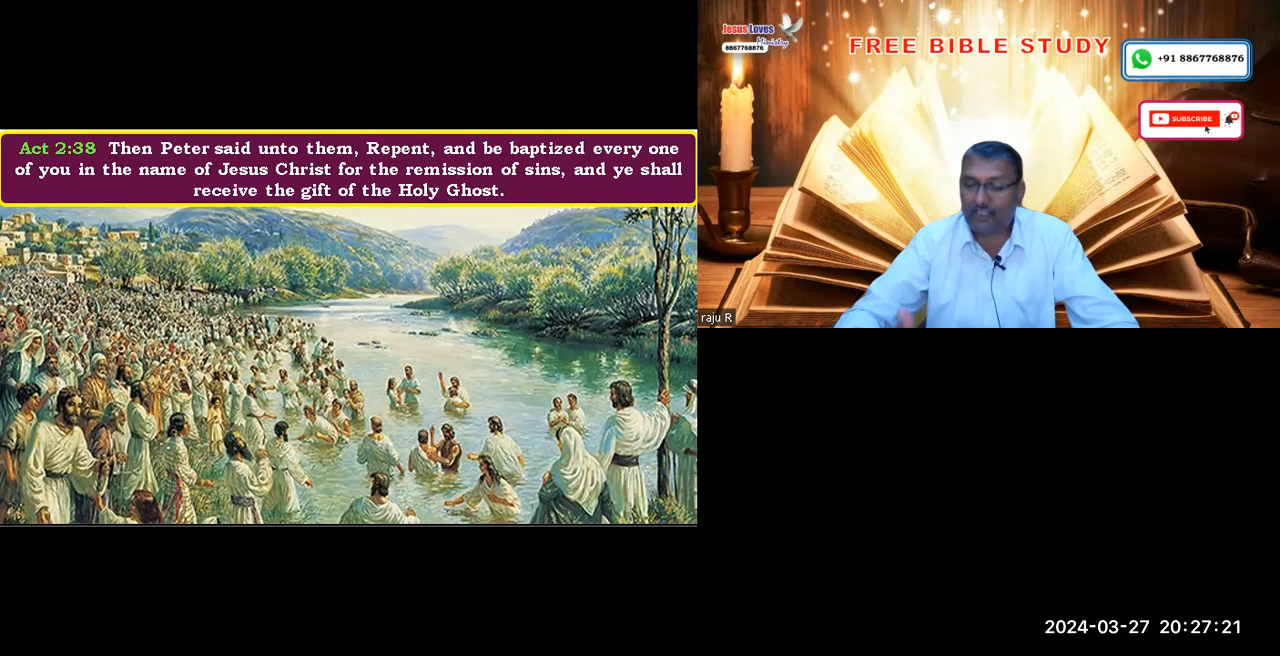 Act 2:38 Then Peter said unto them, Repent, and be baptized every one
of you in the name of Jesus Christ for the remission of sins, and ye shall
receive the gift of the Holy Ghost.
Jesus Loves
Ministry
8867768876
FREE BIBLE STUDY
+91 8867768876
SUBSCRIBE
raju R
2024-03-27 20:27:21